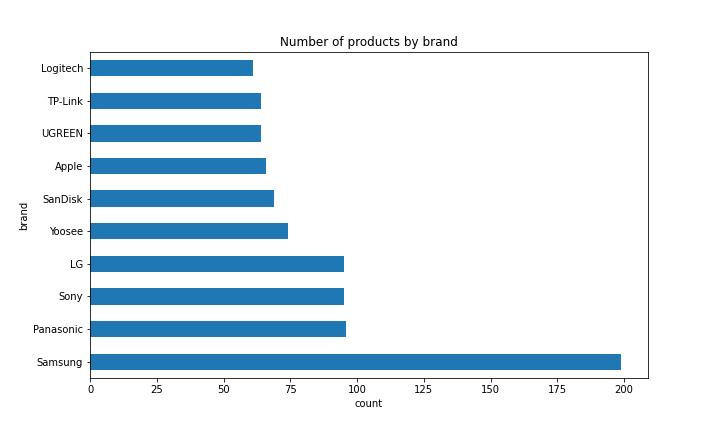 Number of products by brand
Logitech
TP-Link
UGREEN
Apple
SanDisk
Yoosee
LG
Sony
Panasonic
Samsung
brand
0 25 50 75 100 125 150 175 200
count